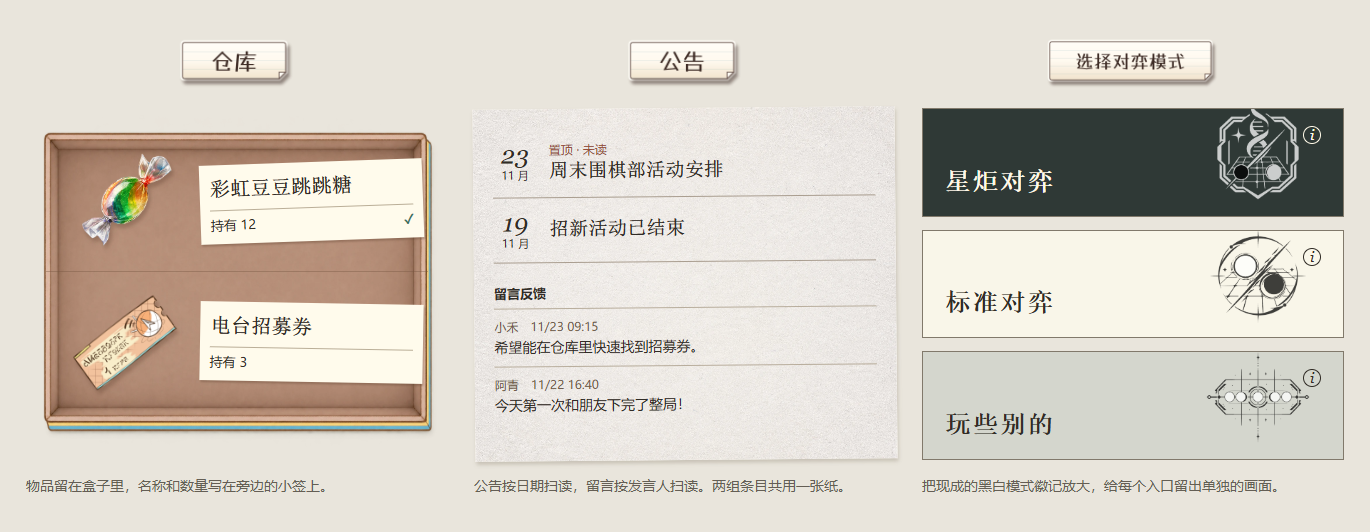 仓库
彩虹豆豆跳跳糖
持有 12 ✓
电台招募券
持有 3
物品留在盒子里，名称和数量写在旁边的小签上。
公告
23
11 月
置顶 · 未读
周末围棋部活动安排
19
11 月
招新活动已结束
留言反馈
小禾 11/23 09:15
希望能在仓库里快速找到招募券。
阿青 11/22 16:40
今天第一次和朋友下完了整局！
公告按日期扫读，留言按发言人扫读。两组条目共用一张纸。
选择对弈模式
星炬对弈
i
标准对弈
i
玩些别的
i
把现成的黑白模式徽记放大，给每个入口留出单独的画面。